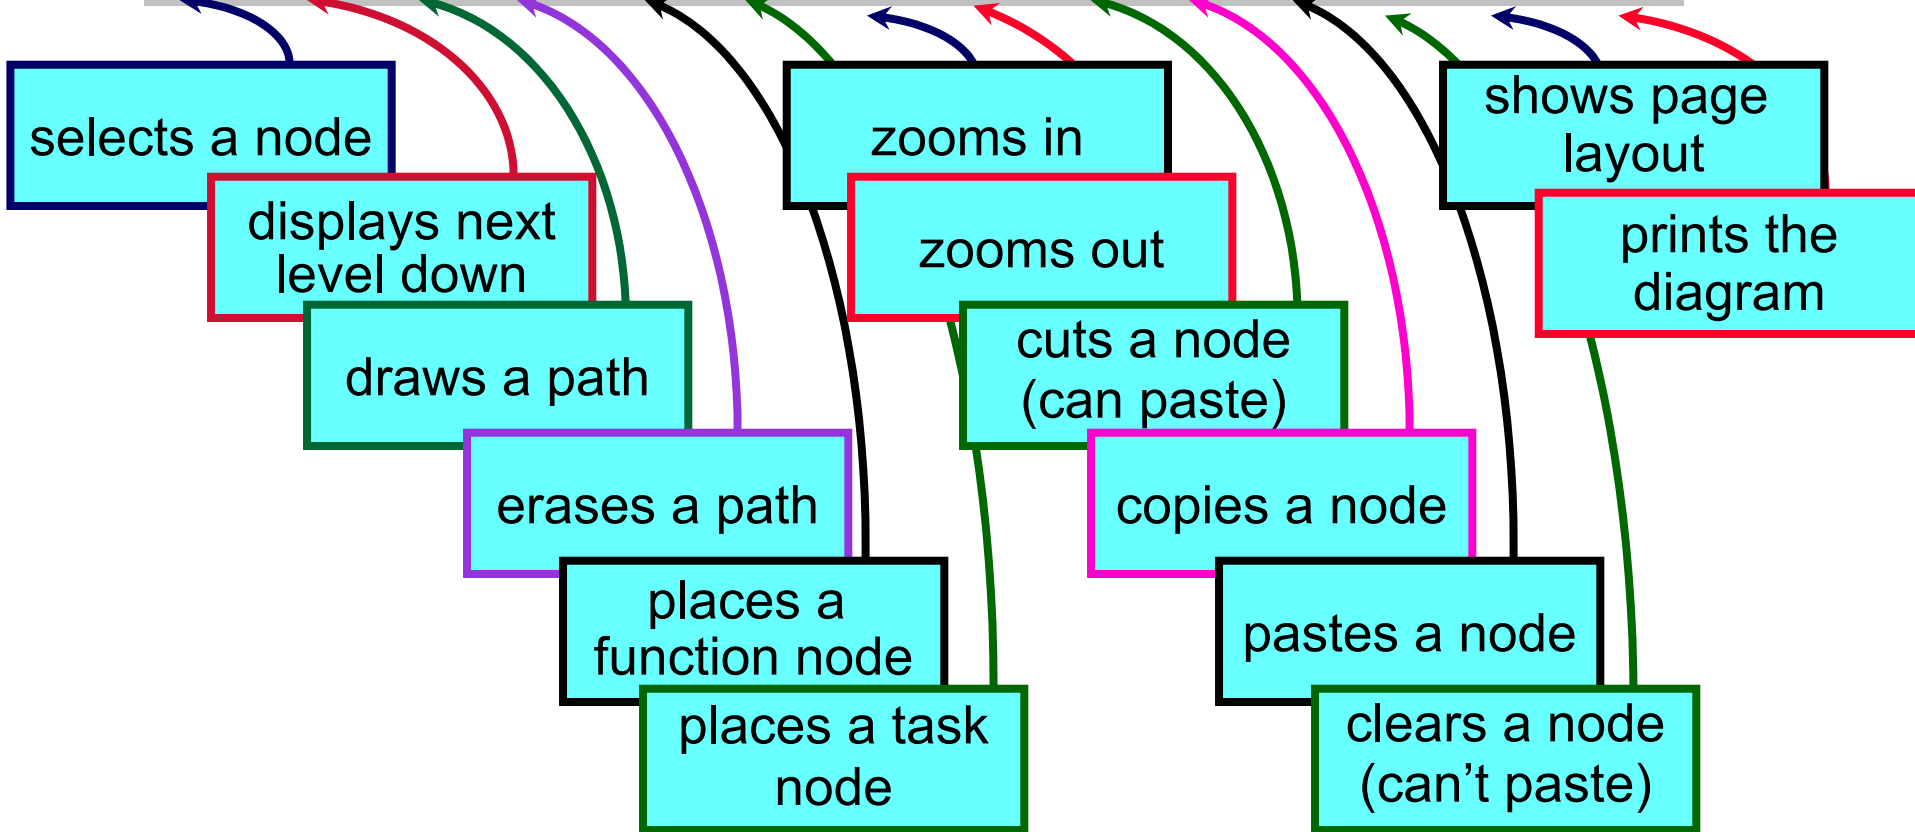 selects a node
displays next
level down
draws a path
erases a path
places a
function node
places a task
node
zooms in
zooms out
cuts a node
(can paste)
copies a node
pastes a node
clears a node
(can’t paste)
shows page
layout
prints the
diagram